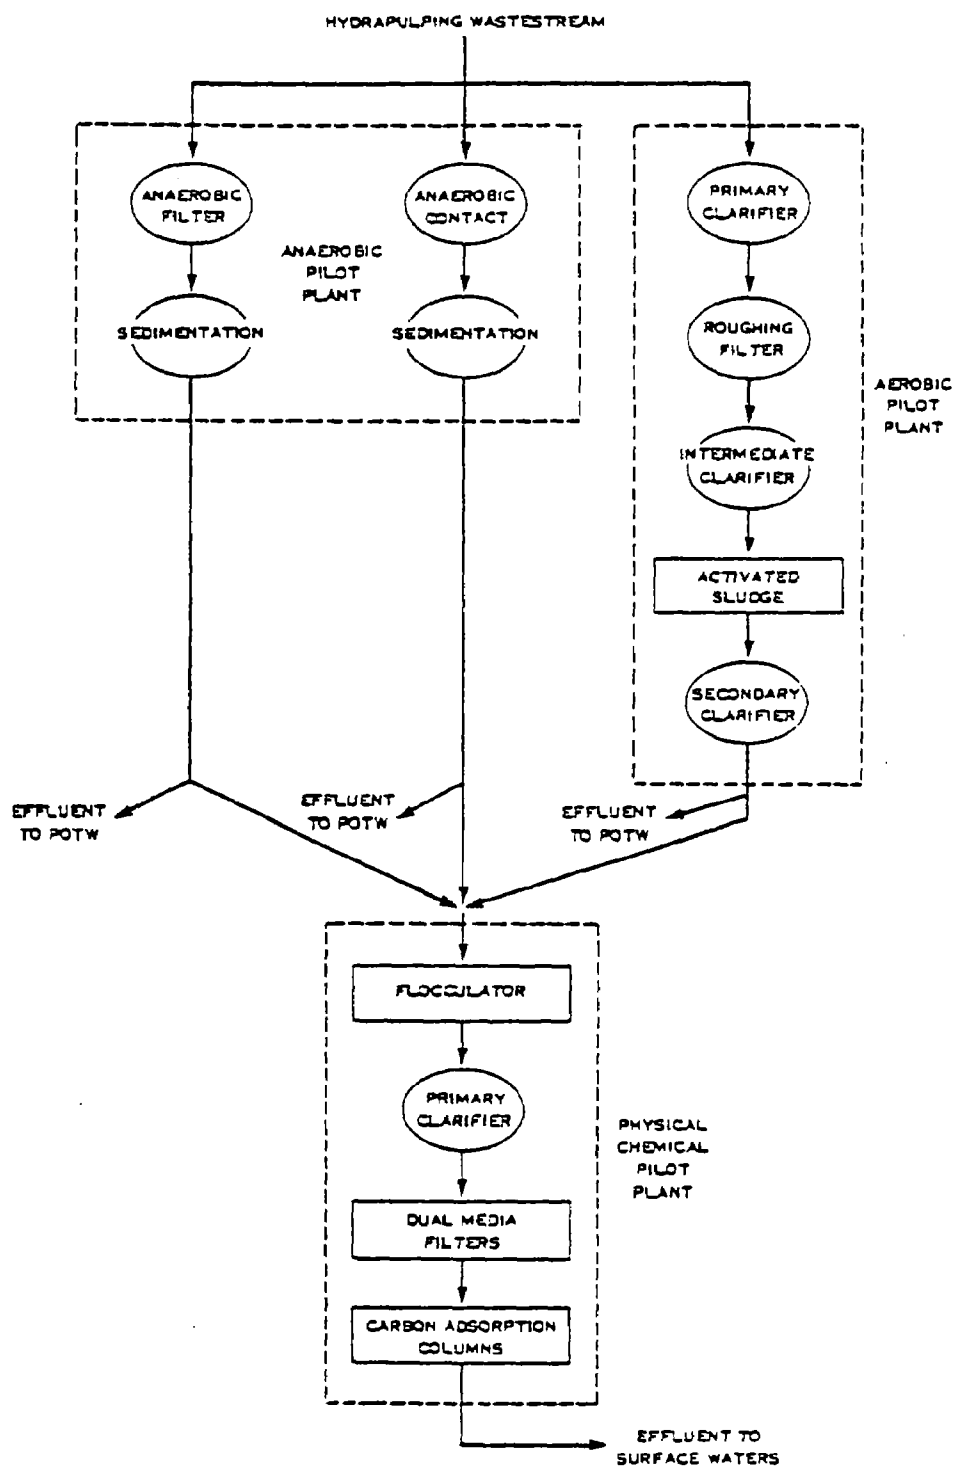 HYDRAPULPING WASTESTREAM
ANAEROBIC
FILTER
ANAEROBIC
CONTACT
PRIMARY
CLARIFIER
ANAEROBIC
PILOT
PLANT
SEDIMENTATION
SEDIMENTATION
ROUGHING
FILTER
AEROBIC
PILOT
PLANT
INTERMEDIATE
CLARIFIER
ACTIVATED
SLUDGE
SECONDARY
CLARIFIER
EFFLUENT
TO POTW
EFFLUENT
TO POTW
EFFLUENT
TO POTW
FLOCCULATOR
PRIMARY
CLARIFIER
PHYSICAL
CHEMICAL
PILOT
PLANT
DUAL MEDIA
FILTERS
CARBON ADSORPTION
COLUMNS
EFFLUENT TO
SURFACE WATERS